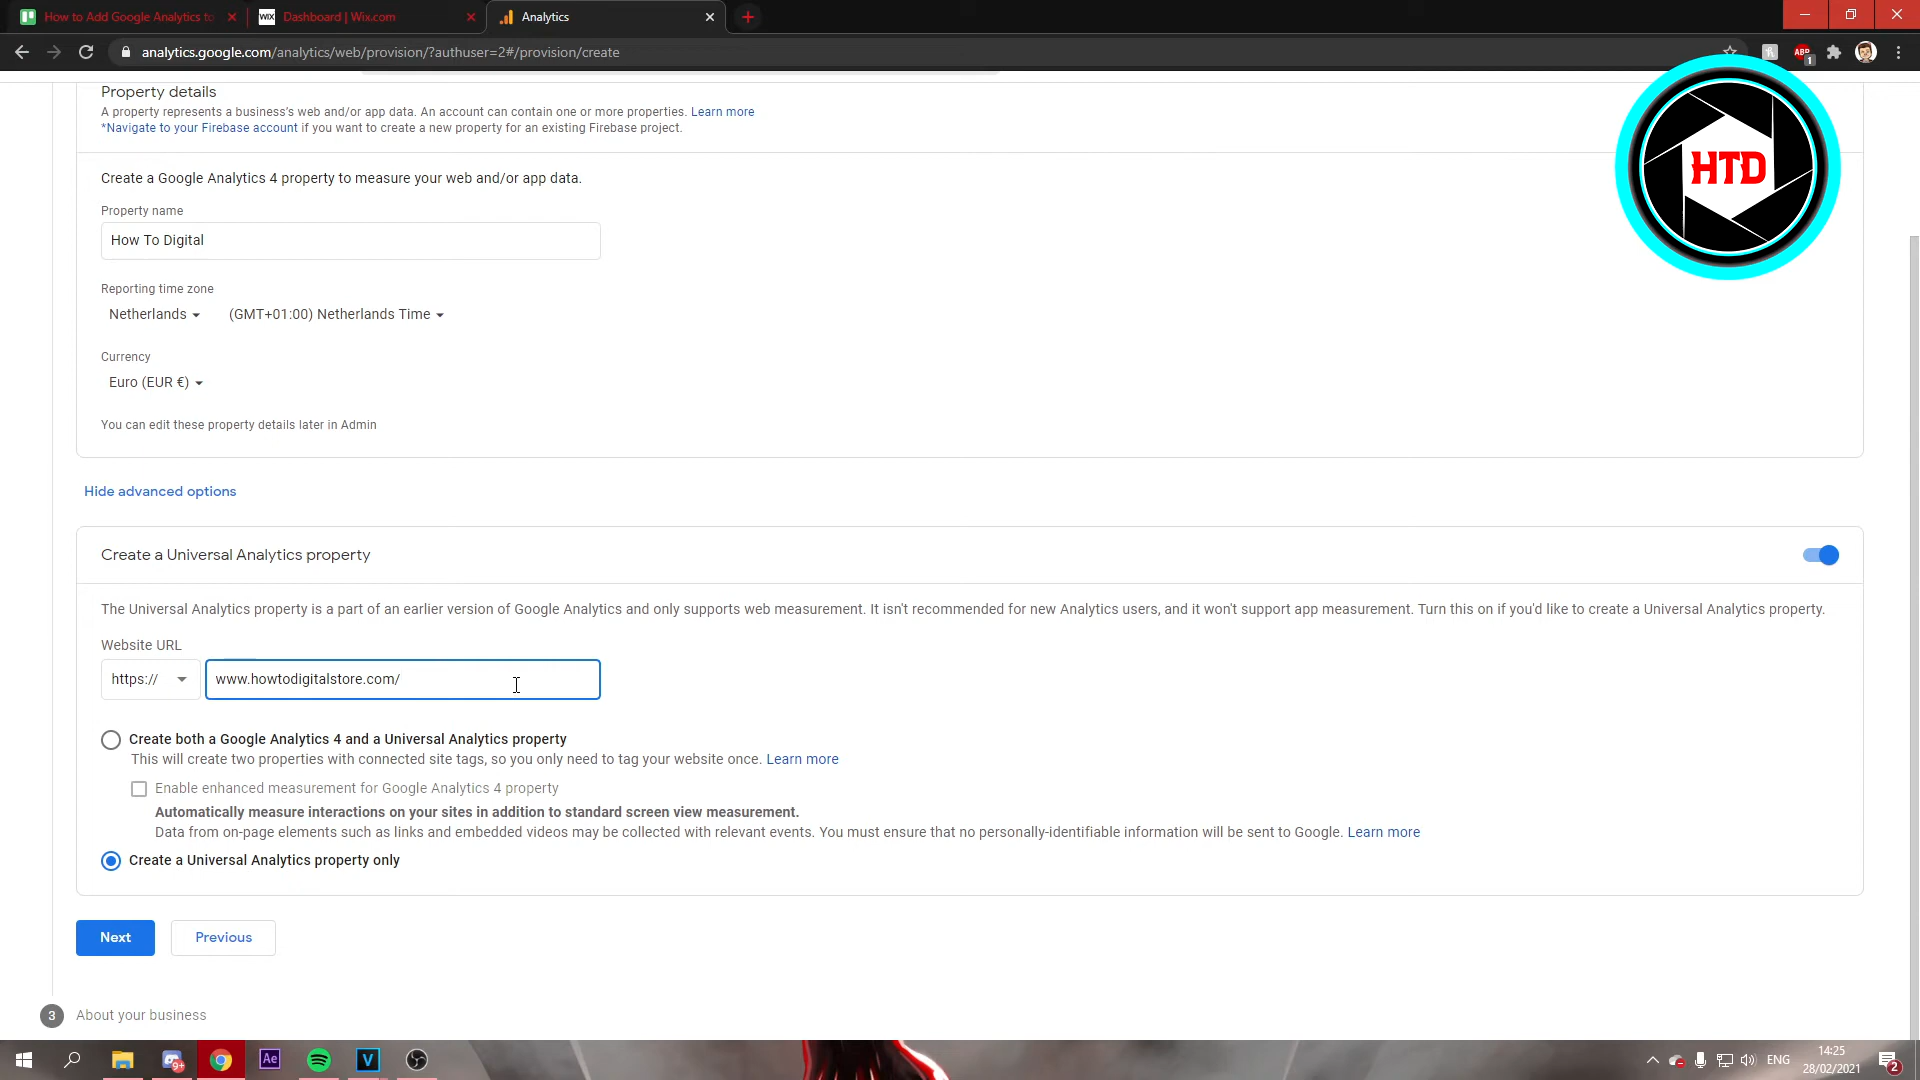 How to Add Google Analytics to
WIX
Dashboard | Wix.com
Analytics
analytics.google.com/analytics/web/provision/?authuser=2#/provision/create
ABP
1
Property details
A property represents a business's web and/or app data. An account can contain one or more properties. Learn more
*Navigate to your Firebase account if you want to create a new property for an existing Firebase project.
HTD
Create a Google Analytics 4 property to measure your web and/or app data.
Property name
How To Digital
Reporting time zone
Netherlands
(GMT+01:00) Netherlands Time
Currency
Euro (EUR €)
You can edit these property details later in Admin
Hide advanced options
Create a Universal Analytics property
The Universal Analytics property is a part of an earlier version of Google Analytics and only supports web measurement. It isn't recommended for new Analytics users, and it won't support app measurement. Turn this on if you'd like to create a Universal Analytics property.
Website URL
https://
www.howtodigitalstore.com/
Create both a Google Analytics 4 and a Universal Analytics property
This will create two properties with connected site tags, so you only need to tag your website once. Learn more
Enable enhanced measurement for Google Analytics 4 property
Automatically measure interactions on your sites in addition to standard screen view measurement.
Data from on-page elements such as links and embedded videos may be collected with relevant events. You must ensure that no personally-identifiable information will be sent to Google. Learn more
Create a Universal Analytics property only
Next
Previous
3
About your business
9+
Ae
V
ENG
14:25
28/02/2021
2